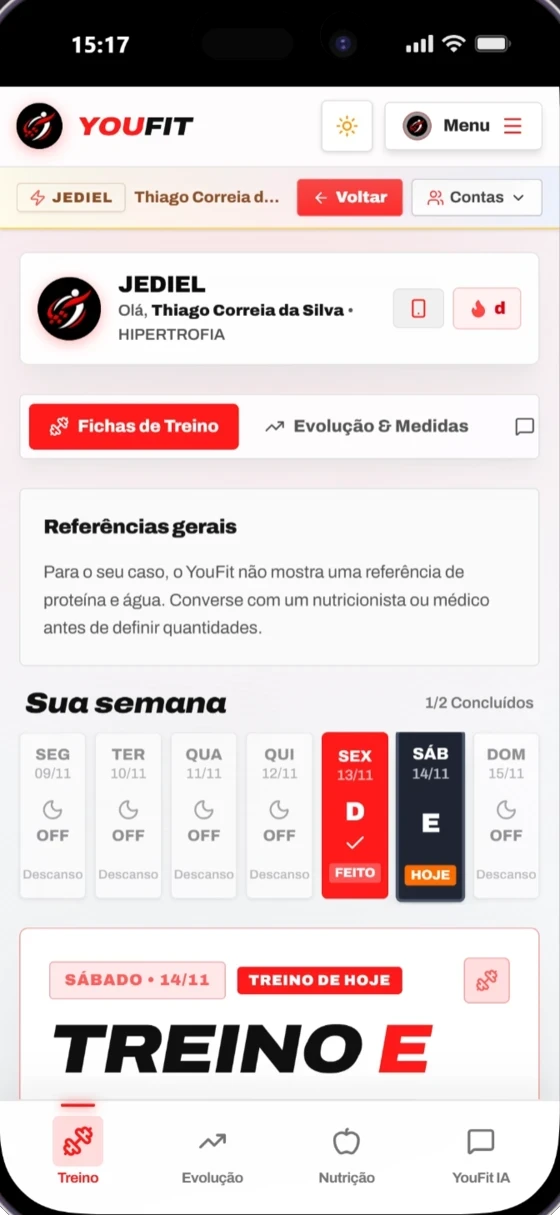 15:17
YOUFIT
Menu
JEDIEL
Thiago Correia d...
Voltar
Contas
JEDIEL
Olá, Thiago Correia da Silva •
HIPERTROFIA
d
Fichas de Treino
Evolução & Medidas
Referências gerais
Para o seu caso, o YouFit não mostra uma referência de
proteína e água. Converse com um nutricionista ou médico
antes de definir quantidades.
Sua semana
1/2 Concluídos
SEG
09/11
OFF
Descanso
TER
10/11
OFF
Descanso
QUA
11/11
OFF
Descanso
QUI
12/11
OFF
Descanso
SEX
13/11
D
FEITO
SÁB
14/11
E
HOJE
DOM
15/11
OFF
Descanso
SÁBADO • 14/11
TREINO DE HOJE
TREINO E
Treino
Evolução
Nutrição
YouFit IA